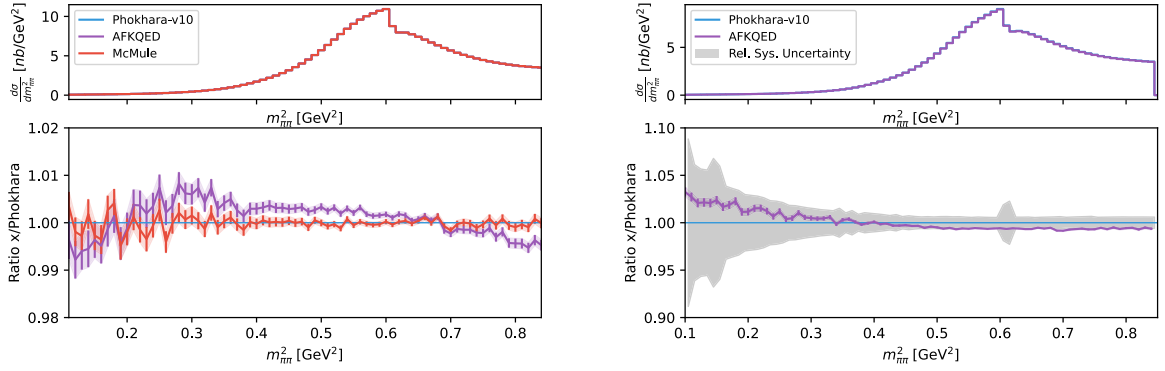 dσ/dm²ππ [nb/GeV²]
10
5
0
Phokhara-v10
AFKQED
McMule
m²ππ [GeV²]
Ratio x/Phokhara
1.02
1.01
1.00
0.99
0.98
0.2 0.3 0.4 0.5 0.6 0.7 0.8
m²ππ [GeV²]
dσ/dm²ππ [nb/GeV²]
5
0
Phokhara-v10
AFKQED
Rel. Sys. Uncertainty
m²ππ [GeV²]
Ratio x/Phokhara
1.10
1.05
1.00
0.95
0.90
0.1 0.2 0.3 0.4 0.5 0.6 0.7 0.8
m²ππ [GeV²]